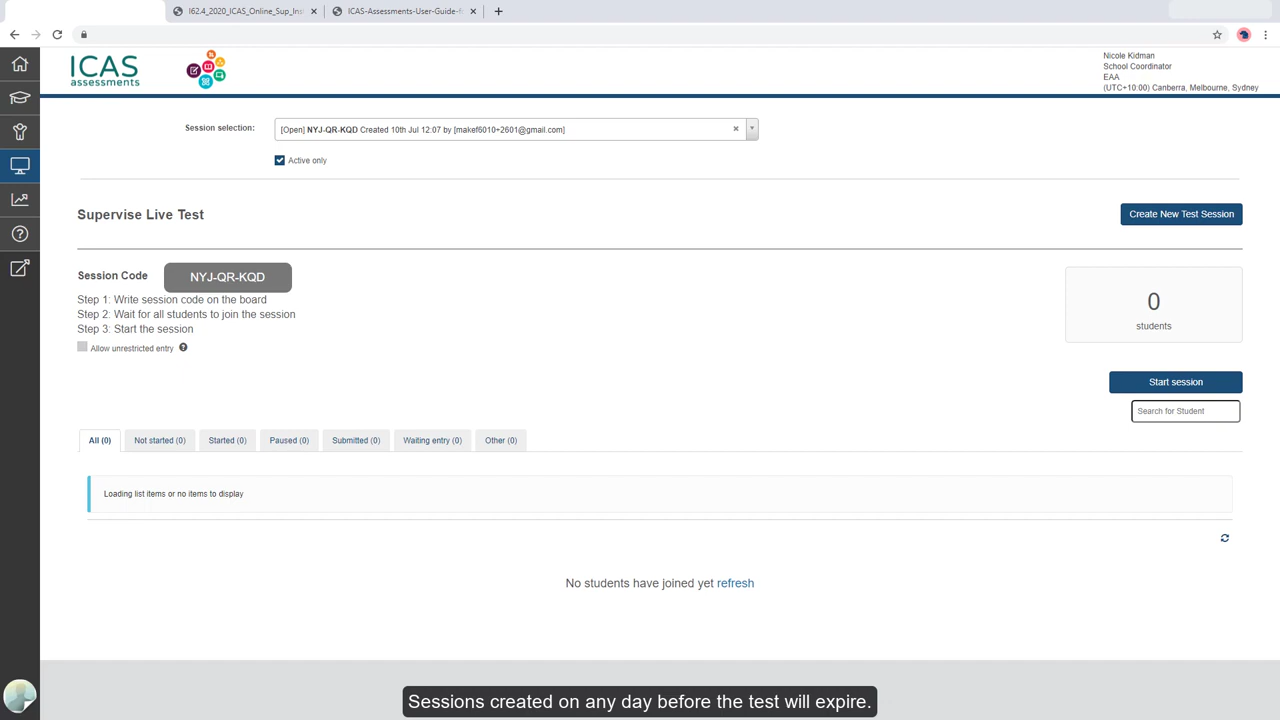 I62.4_2020_ICAS_Online_Sup_Ins
ICAS-Assessments-User-Guide-f
ICAS
assessments
Nicole Kidman
School Coordinator
EAA
(UTC+10:00) Canberra, Melbourne, Sydney
Session selection:
[Open] NYJ-QR-KQD Created 10th Jul 12:07 by [makef6010+2601@gmail.com]
Active only
Supervise Live Test
Create New Test Session
Session Code
NYJ-QR-KQD
Step 1: Write session code on the board
Step 2: Wait for all students to join the session
Step 3: Start the session
Allow unrestricted entry
0
students
Start session
Search for Student
All (0)
Not started (0)
Started (0)
Paused (0)
Submitted (0)
Waiting entry (0)
Other (0)
Loading list items or no items to display
No students have joined yet refresh
Sessions created on any day before the test will expire.